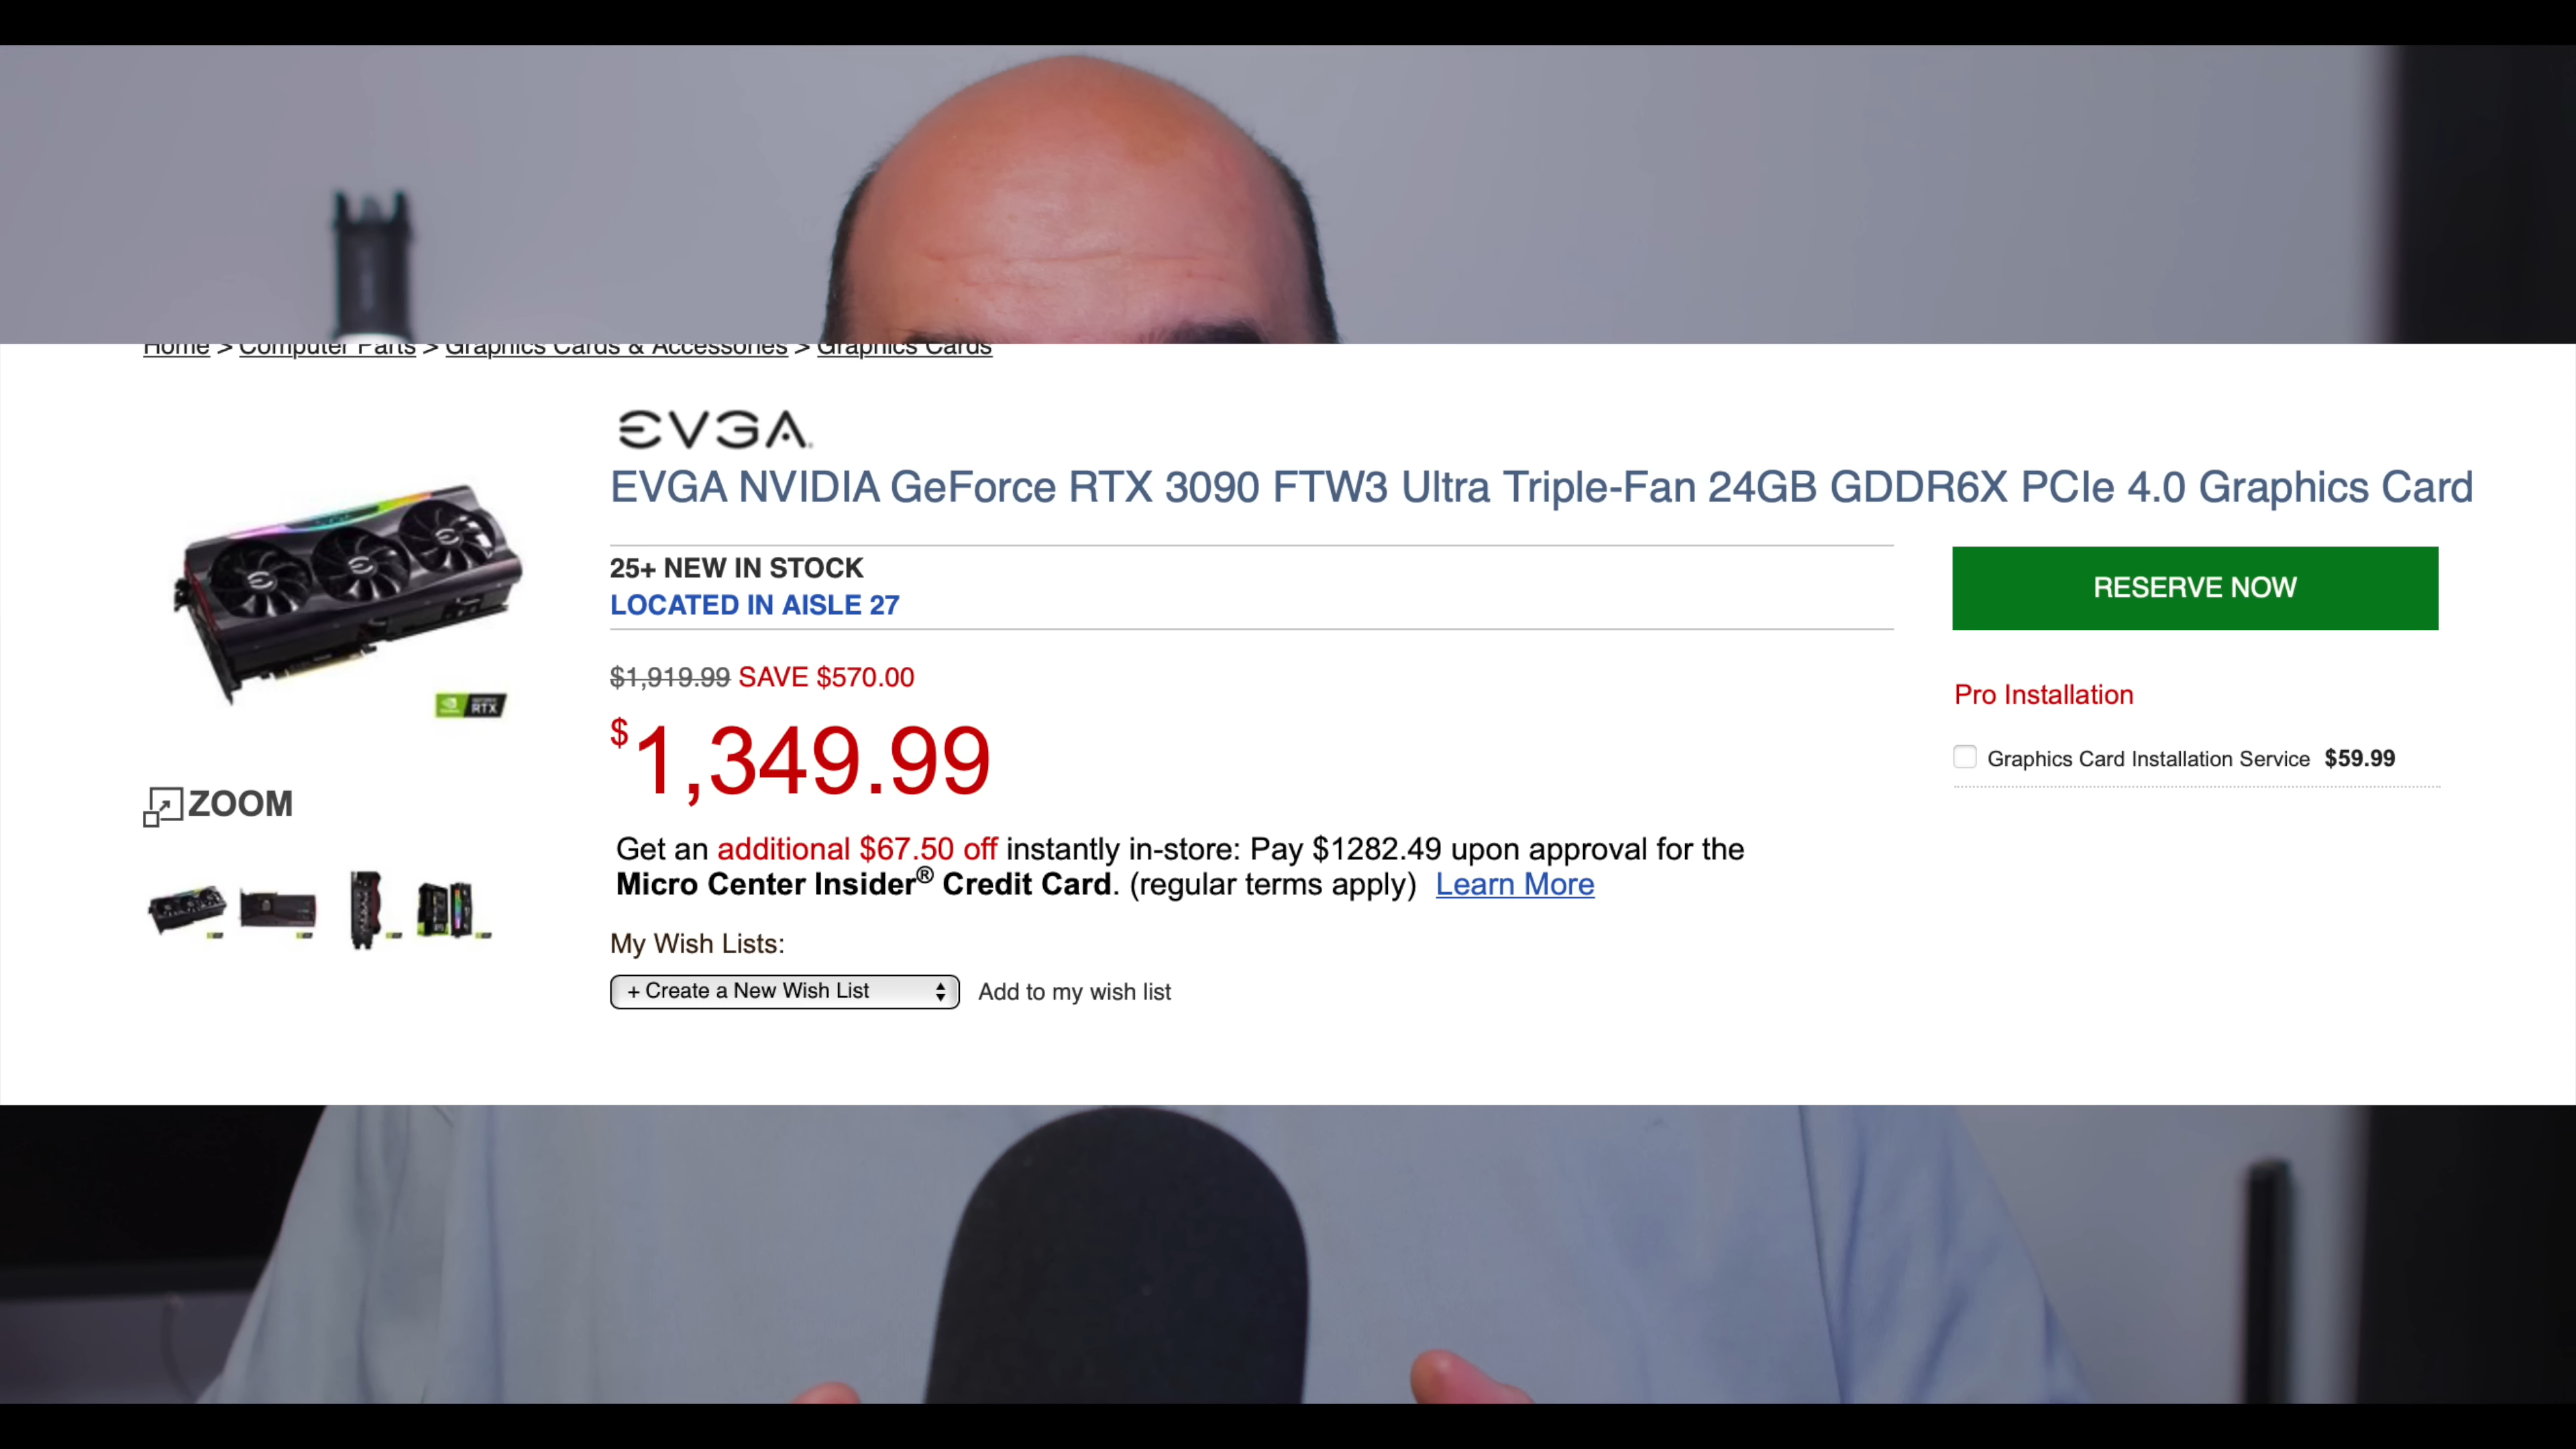 Home > Computer Parts > Graphics Cards & Accessories > Graphics Cards
EVGA
EVGA NVIDIA GeForce RTX 3090 FTW3 Ultra Triple-Fan 24GB GDDR6X PCIe 4.0 Graphics Card
25+ NEW IN STOCK
LOCATED IN AISLE 27
RESERVE NOW
$1,919.99 SAVE $570.00
$1,349.99
Pro Installation
Graphics Card Installation Service $59.99
RTX
ZOOM
Get an additional $67.50 off instantly in-store: Pay $1282.49 upon approval for the
Micro Center Insider® Credit Card. (regular terms apply) Learn More
My Wish Lists:
+ Create a New Wish List
Add to my wish list